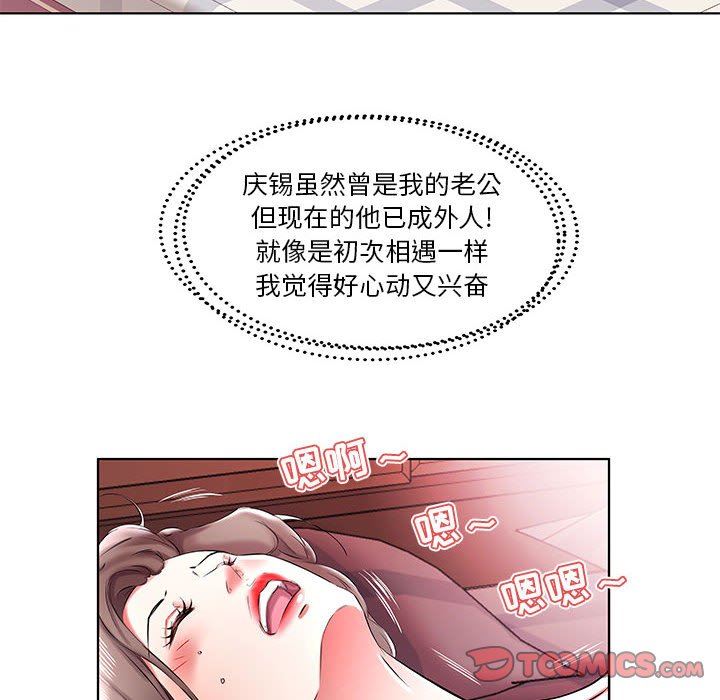 庆锡虽然曾是我的老公
但现在的他已成外人!
就像是初次相遇一样
我觉得好心动又兴奋
嗯啊~
嗯~
嗯嗯~
TOOMICS.COM